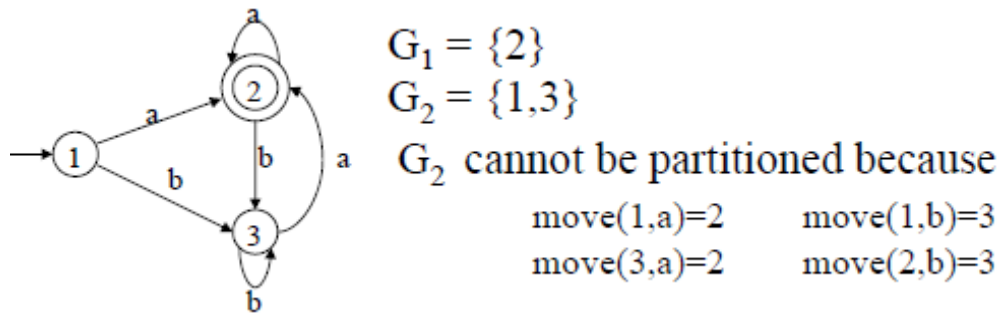 a
2
a
b
a
1
b
3
b
G₁ = {2}
G₂ = {1,3}
G₂ cannot be partitioned because
move(1,a)=2 move(1,b)=3
move(3,a)=2 move(2,b)=3